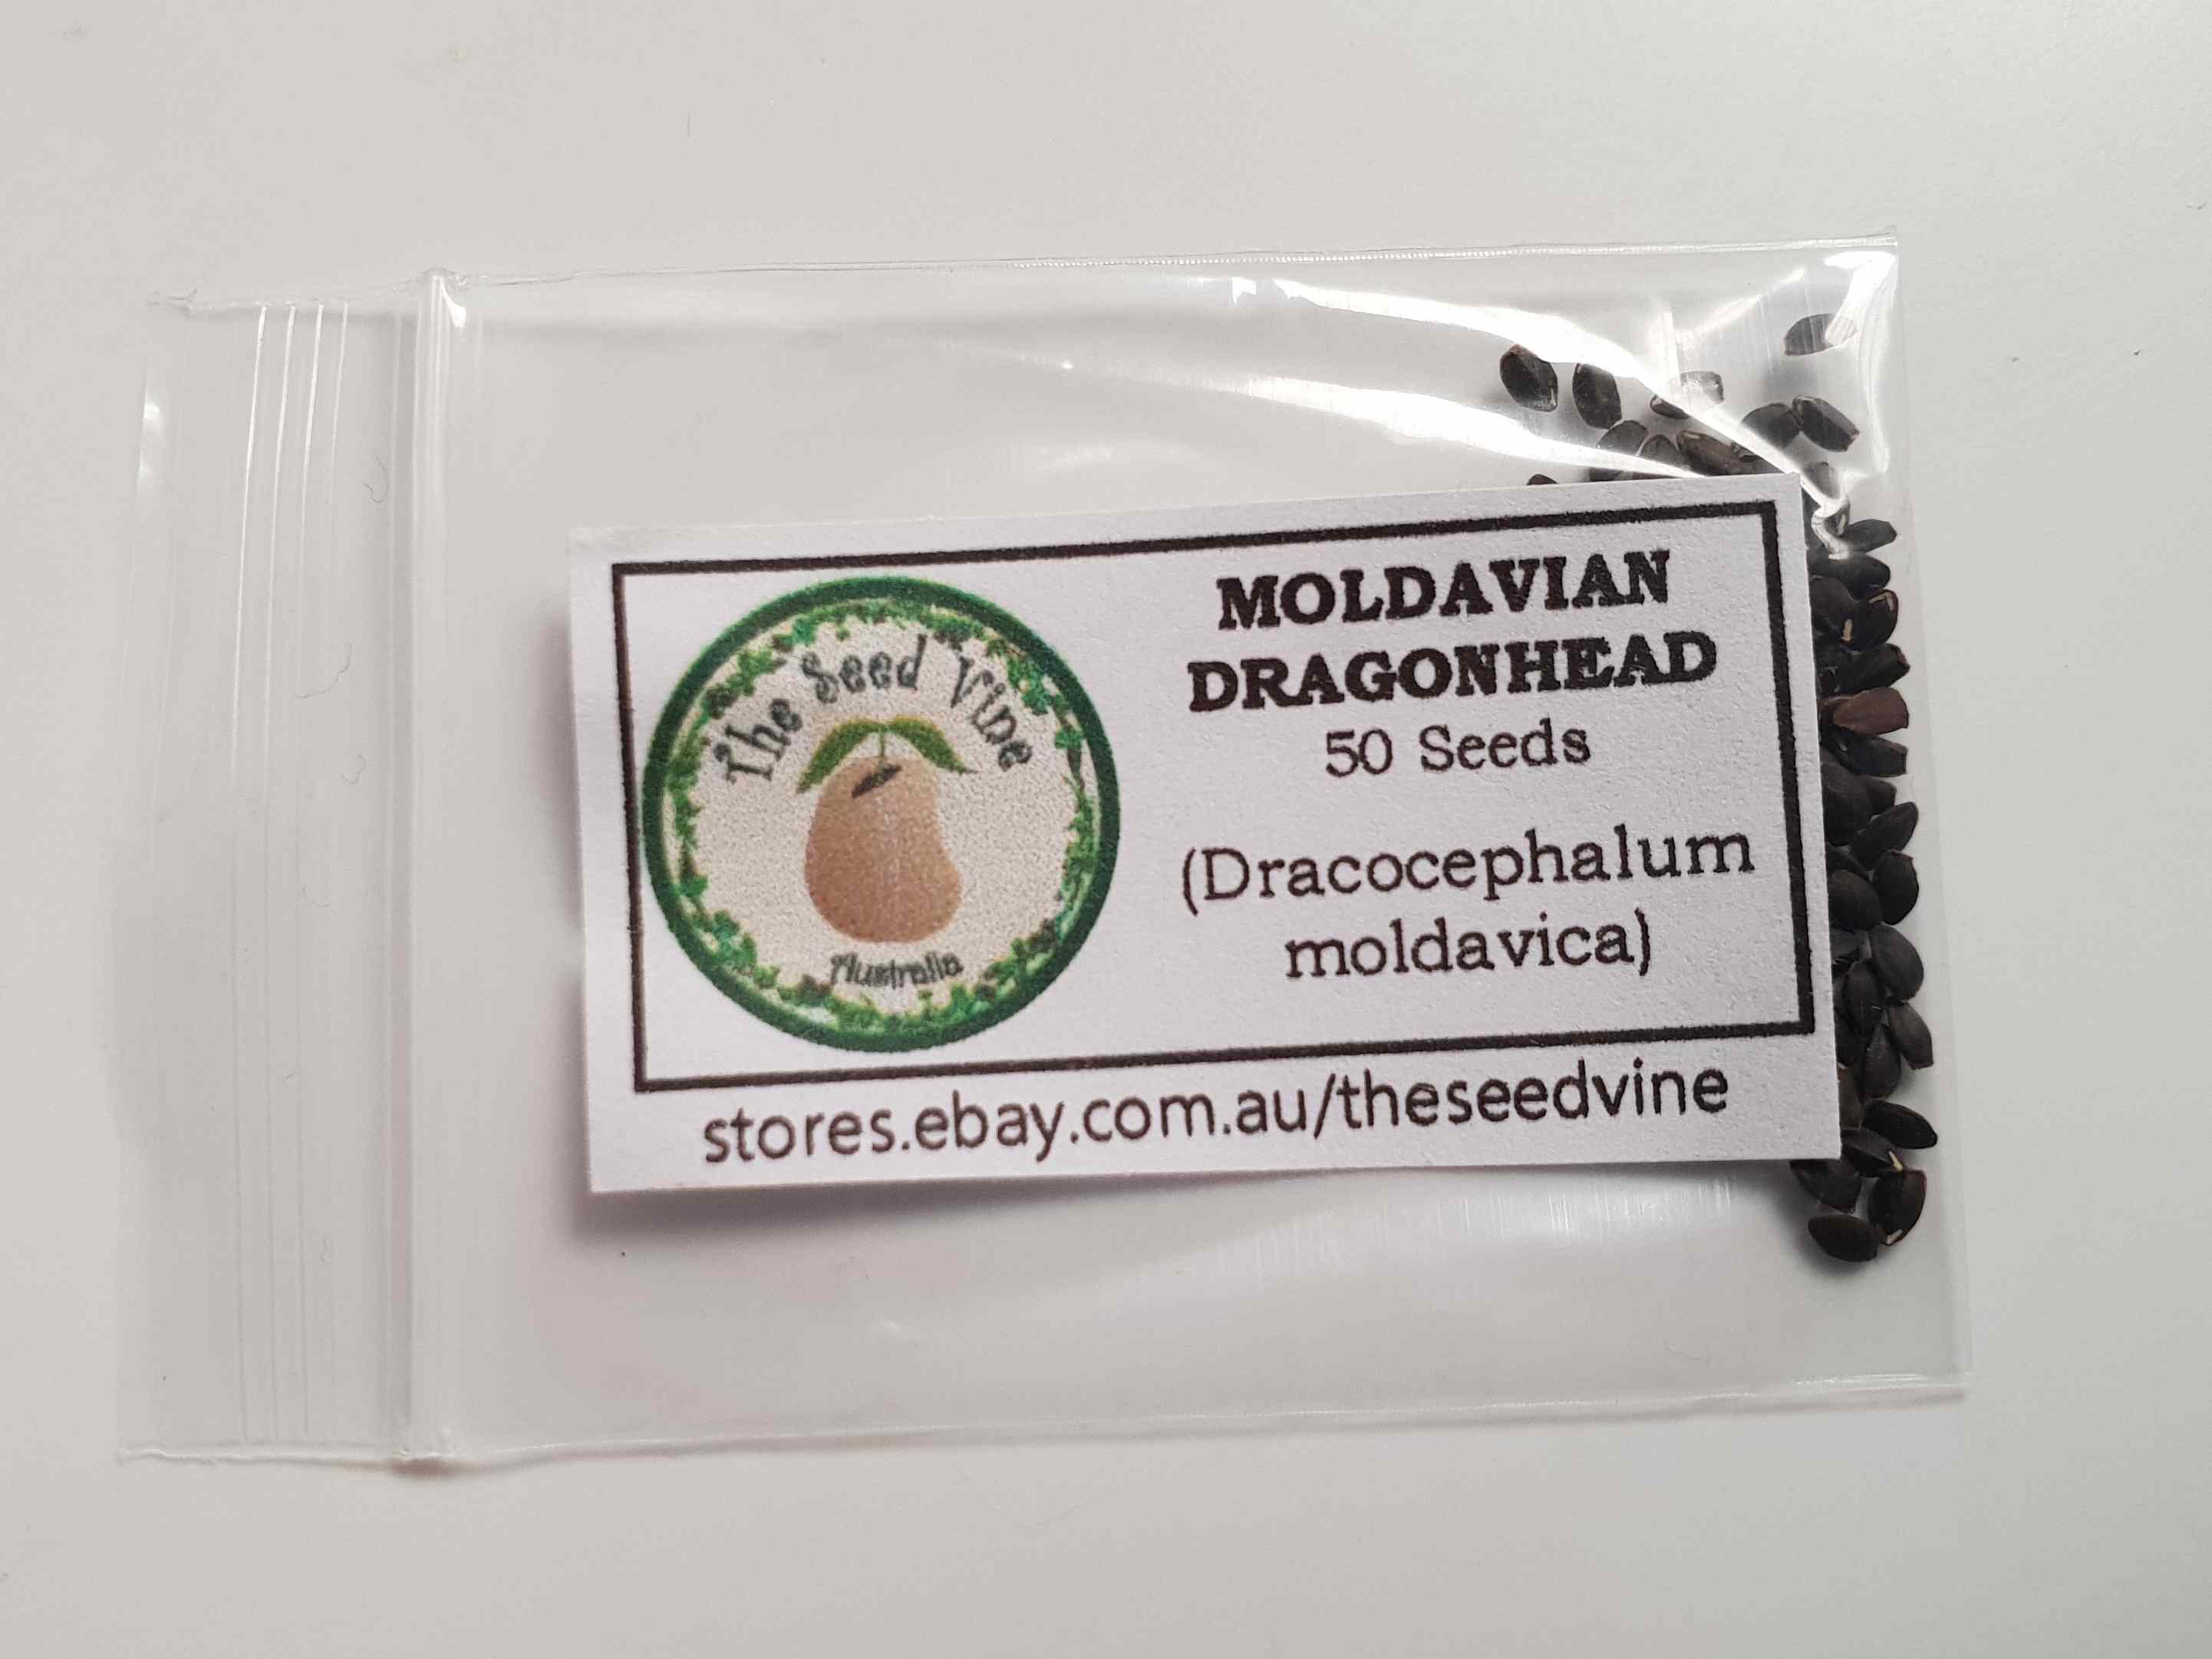 The Seed Vine
Australia
MOLDAVIAN
DRAGONHEAD
50 Seeds
(Dracocephalum
moldavica)
stores.ebay.com.au/theseedvine